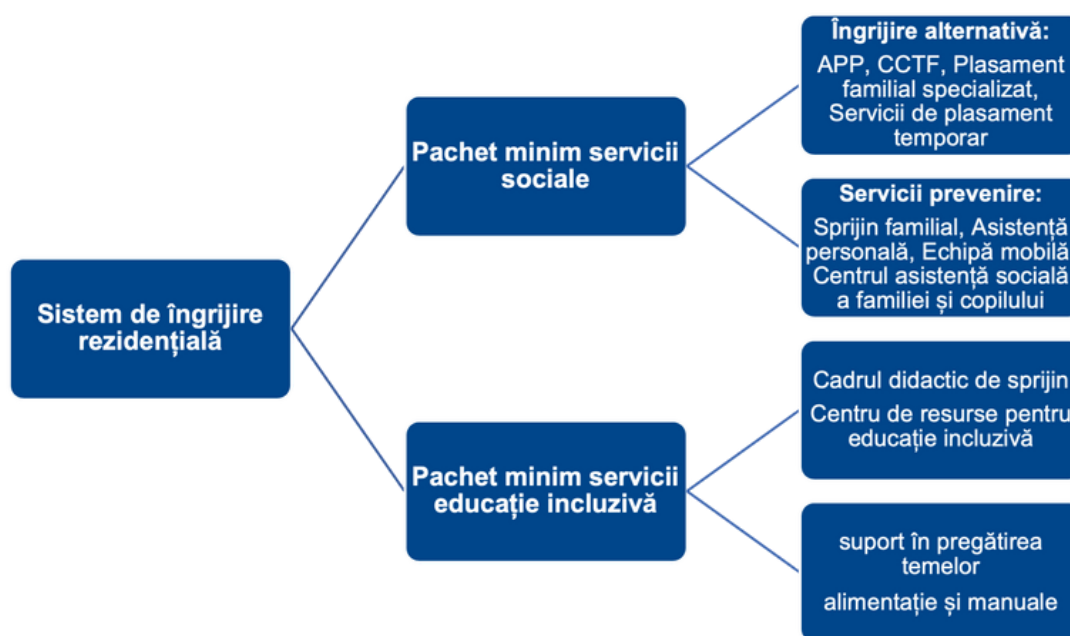 Sistem de îngrijire
rezidențială
Pachet minim servicii
sociale
Îngrijire alternativă:
APP, CCTF, Plasament
familial specializat,
Servicii de plasament
temporar
Servicii prevenire:
Sprijin familial, Asistență
personală, Echipă mobilă
Centrul asistență socială
a familiei și copilului
Pachet minim servicii
educație incluzivă
Cadrul didactic de sprijin
Centru de resurse pentru
educație incluzivă
suport în pregătirea
temelor
alimentație și manuale